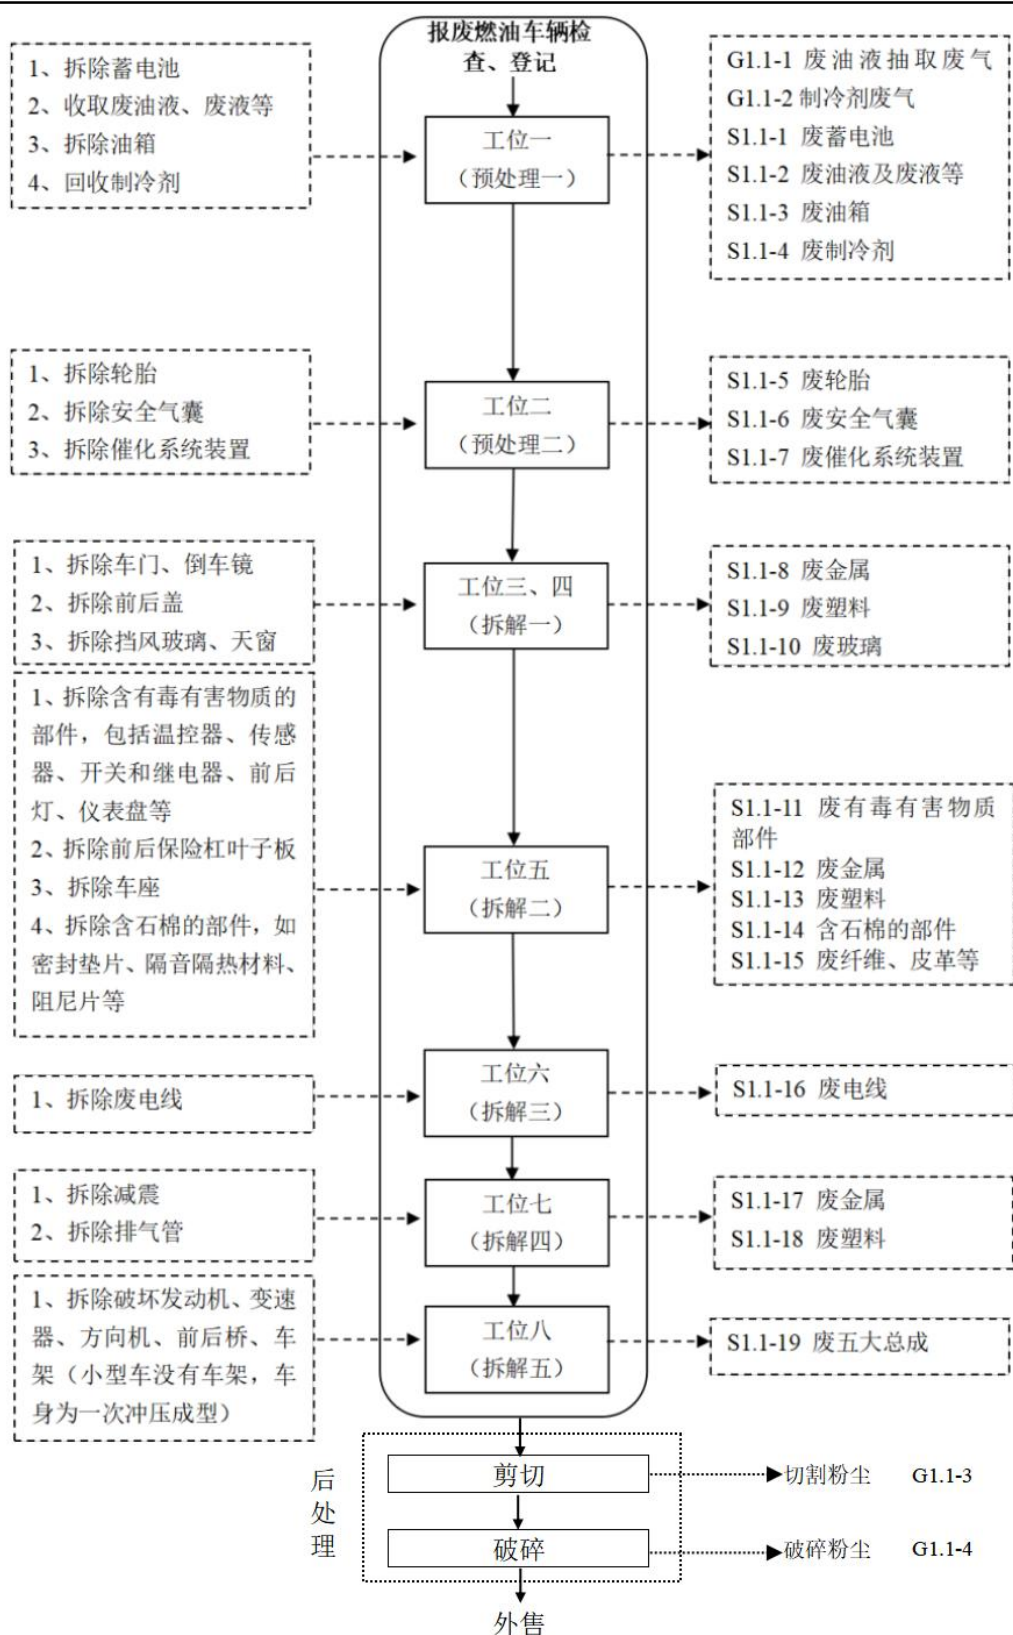 报废燃油车辆检
查、登记
1、拆除蓄电池
2、收取废油液、废液等
3、拆除油箱
4、回收制冷剂
工位一
（预处理一）
G1.1-1 废油液抽取废气
G1.1-2 制冷剂废气
S1.1-1 废蓄电池
S1.1-2 废油液及废液等
S1.1-3 废油箱
S1.1-4 废制冷剂
1、拆除轮胎
2、拆除安全气囊
3、拆除催化系统装置
工位二
（预处理二）
S1.1-5 废轮胎
S1.1-6 废安全气囊
S1.1-7 废催化系统装置
1、拆除车门、倒车镜
2、拆除前后盖
3、拆除挡风玻璃、天窗
工位三、四
（拆解一）
S1.1-8 废金属
S1.1-9 废塑料
S1.1-10 废玻璃
1、拆除含有毒有害物质的
部件，包括温控器、传感
器、开关和继电器、前后
灯、仪表盘等
2、拆除前后保险杠叶子板
3、拆除车座
4、拆除含石棉的部件，如
密封垫片、隔音隔热材料、
阻尼片等
工位五
（拆解二）
S1.1-11 废有毒有害物质
部件
S1.1-12 废金属
S1.1-13 废塑料
S1.1-14 含石棉的部件
S1.1-15 废纤维、皮革等
1、拆除废电线
工位六
（拆解三）
S1.1-16 废电线
1、拆除减震
2、拆除排气管
工位七
（拆解四）
S1.1-17 废金属
S1.1-18 废塑料
1、拆除破坏发动机、变速
器、方向机、前后桥、车
架（小型车没有车架，车
身为一次冲压成型）
工位八
（拆解五）
S1.1-19 废五大总成
后处理
剪切
切割粉尘 G1.1-3
破碎
破碎粉尘 G1.1-4
外售